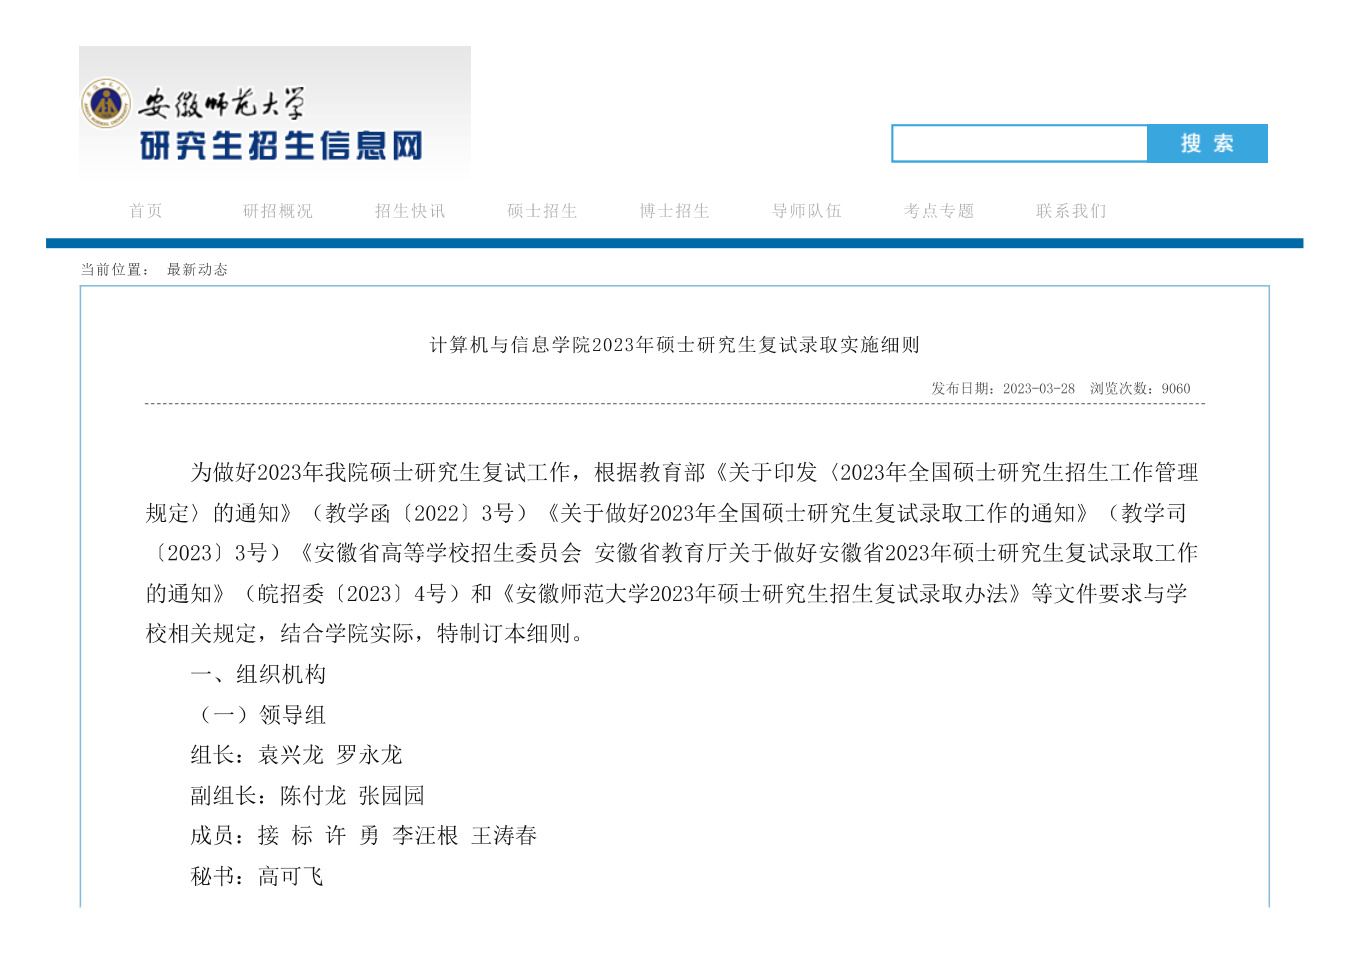 安徽师范大学
研究生招生信息网
搜 索
首页 研招概况 招生快讯 硕士招生 博士招生 导师队伍 考点专题 联系我们
当前位置： 最新动态
计算机与信息学院2023年硕士研究生复试录取实施细则
发布日期：2023-03-28 浏览次数：9060
为做好2023年我院硕士研究生复试工作，根据教育部《关于印发〈2023年全国硕士研究生招生工作管理
规定〉的通知》（教学函〔2022〕3号）《关于做好2023年全国硕士研究生复试录取工作的通知》（教学司
〔2023〕3号）《安徽省高等学校招生委员会 安徽省教育厅关于做好安徽省2023年硕士研究生复试录取工作
的通知》（皖招委〔2023〕4号）和《安徽师范大学2023年硕士研究生招生复试录取办法》等文件要求与学
校相关规定，结合学院实际，特制订本细则。
一、组织机构
（一）领导组
组长：袁兴龙 罗永龙
副组长：陈付龙 张园园
成员：接 标 许 勇 李汪根 王涛春
秘书：高可飞